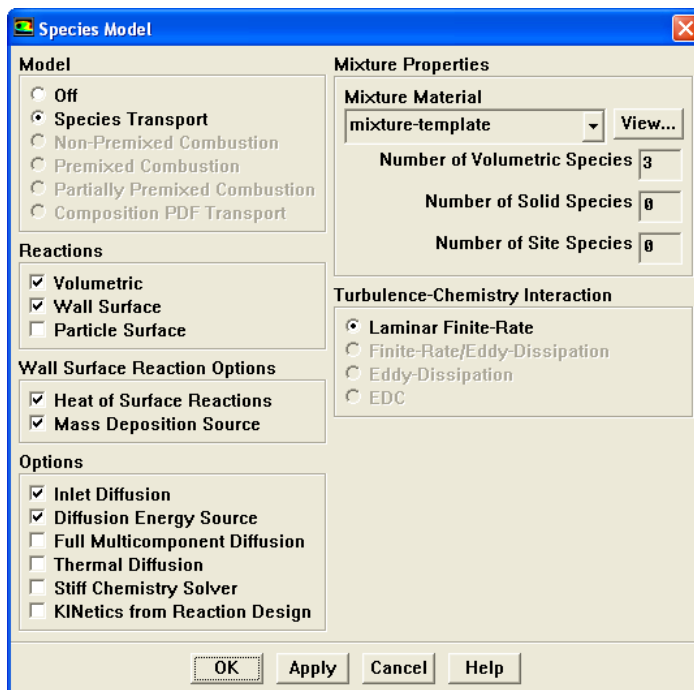 Species Model
Model
Off
Species Transport
Non-Premixed Combustion
Premixed Combustion
Partially Premixed Combustion
Composition PDF Transport
Reactions
Volumetric
Wall Surface
Particle Surface
Wall Surface Reaction Options
Heat of Surface Reactions
Mass Deposition Source
Options
Inlet Diffusion
Diffusion Energy Source
Full Multicomponent Diffusion
Thermal Diffusion
Stiff Chemistry Solver
KINetics from Reaction Design
Mixture Properties
Mixture Material
mixture-template View...
Number of Volumetric Species 3
Number of Solid Species 0
Number of Site Species 0
Turbulence-Chemistry Interaction
Laminar Finite-Rate
Finite-Rate/Eddy-Dissipation
Eddy-Dissipation
EDC
OK Apply Cancel Help